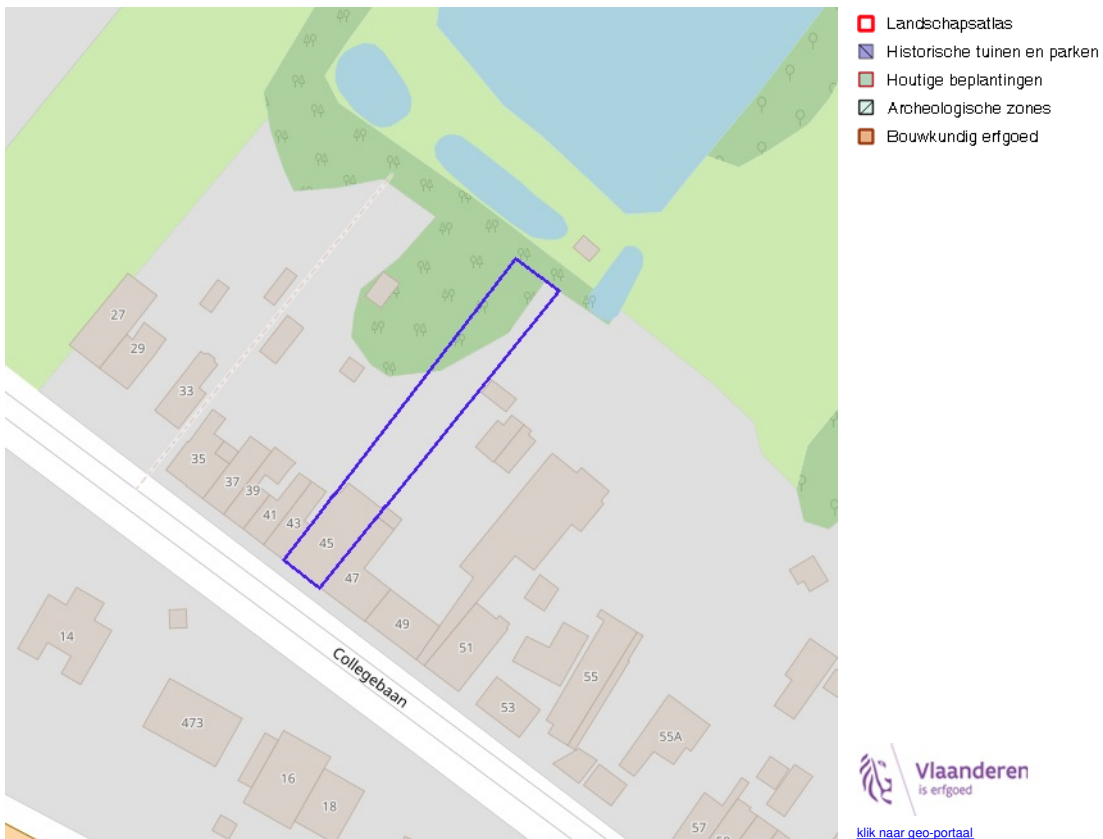 Landschapsatlas
Historische tuinen en parken
Houtige beplantingen
Archeologische zones
Bouwkundig erfgoed
27
29
33
35
37
39
41
43
45
47
49
51
53
55
55A
57
14
473
16
18
Collegebaan
Vlaanderen
is erfgoed
klik naar geo-portaal